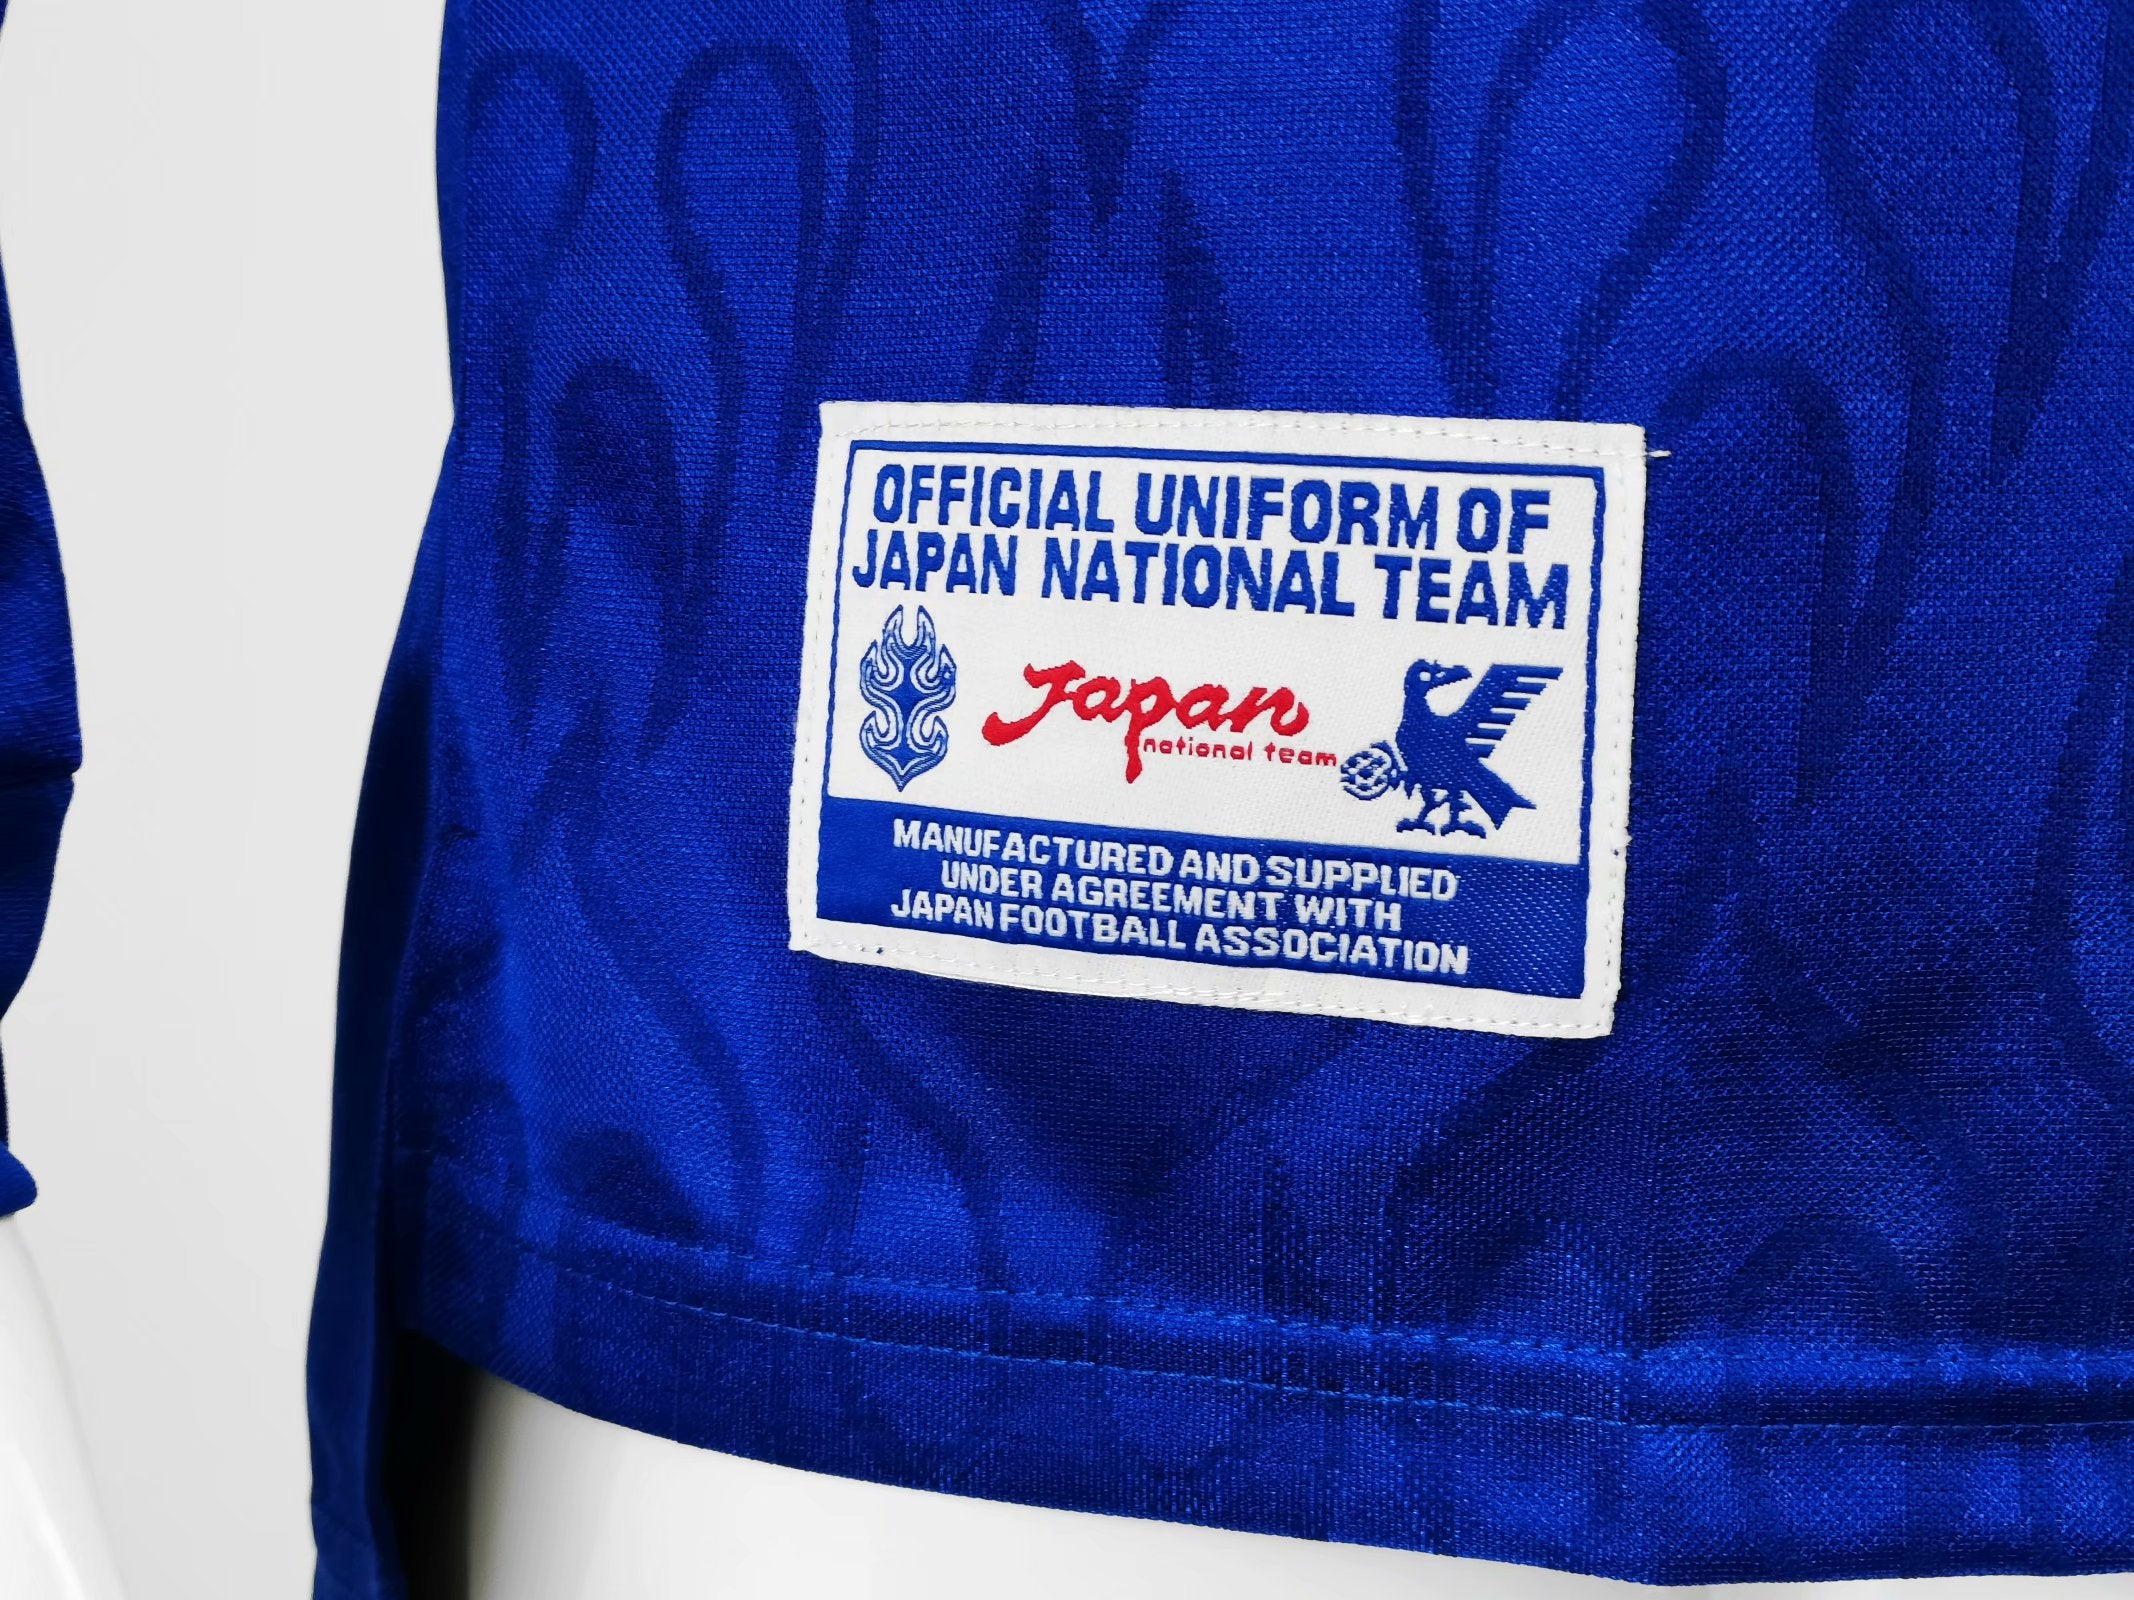 OFFICIAL UNIFORM OF
JAPAN NATIONAL TEAM
Japan
national team
MANUFACTURED AND SUPPLIED
UNDER AGREEMENT WITH
JAPAN FOOTBALL ASSOCIATION